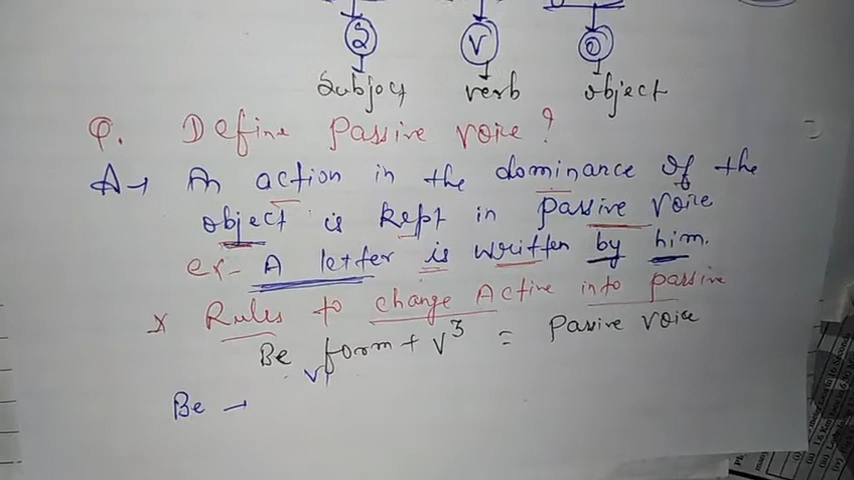 S V O
Subject verb object
Q. Define Passive voice ?
A→ An action in the dominance of the
object is kept in passive voice
ex- A letter is written by him.
x Rules to change Active into passive
Be form + V3 = Passive voice
Be →